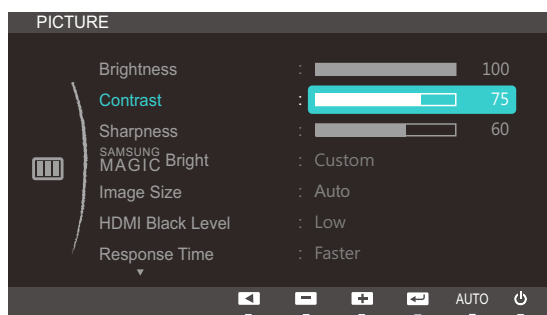 PICTURE
Brightness : 100
Contrast : 75
Sharpness : 60
SAMSUNG MAGIC Bright : Custom
Image Size : Auto
HDMI Black Level : Low
Response Time : Faster
AUTO